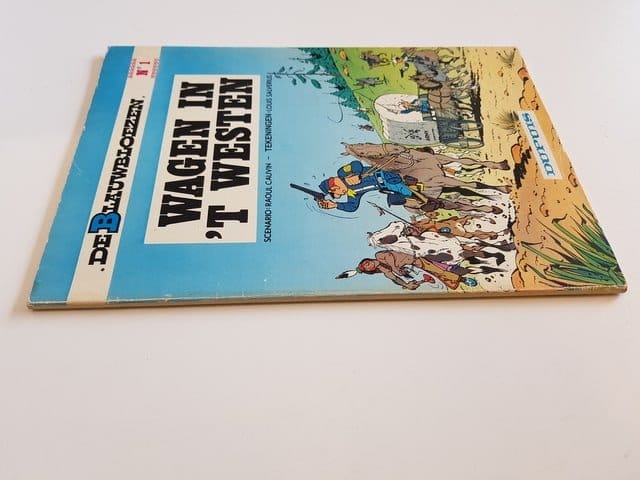 DE BLAUWBLOEZEN.
N° 1
WAGEN IN
'T WESTEN
SCENARIO: RAOUL CAUVIN - TEKENINGEN: LOUIS SALVERIUS
DUPUIS